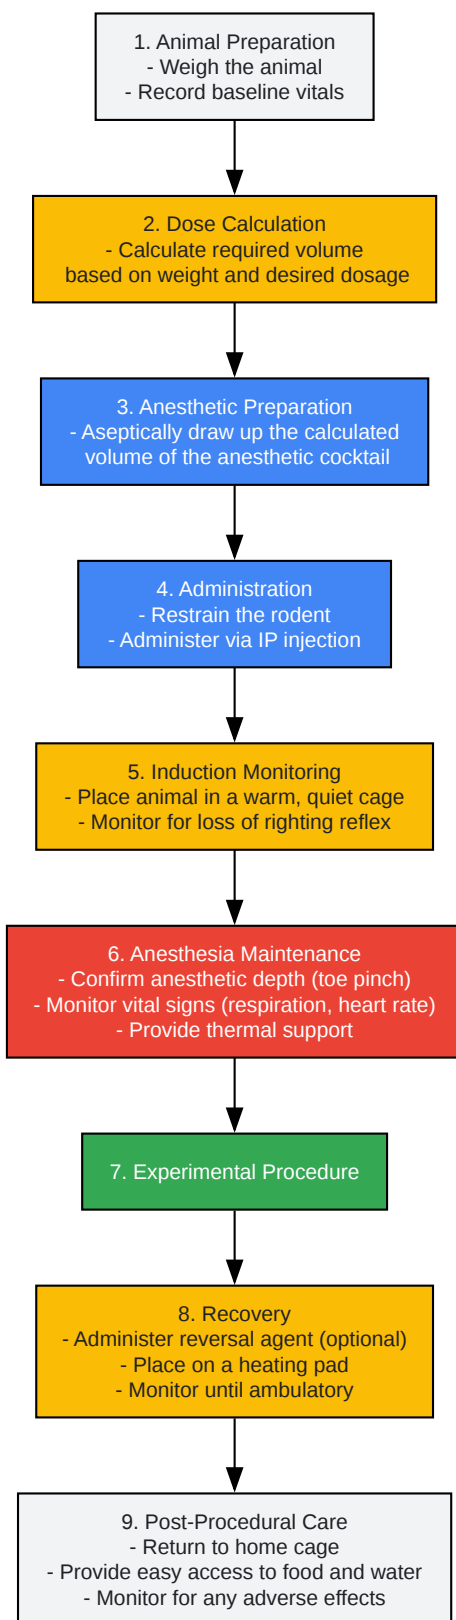 1. Animal Preparation
- Weigh the animal
- Record baseline vitals
2. Dose Calculation
- Calculate required volume
based on weight and desired dosage
3. Anesthetic Preparation
- Aseptically draw up the calculated
volume of the anesthetic cocktail
4. Administration
- Restrain the rodent
- Administer via IP injection
5. Induction Monitoring
- Place animal in a warm, quiet cage
- Monitor for loss of righting reflex
6. Anesthesia Maintenance
- Confirm anesthetic depth (toe pinch)
- Monitor vital signs (respiration, heart rate)
- Provide thermal support
7. Experimental Procedure
8. Recovery
- Administer reversal agent (optional)
- Place on a heating pad
- Monitor until ambulatory
9. Post-Procedural Care
- Return to home cage
- Provide easy access to food and water
- Monitor for any adverse effects